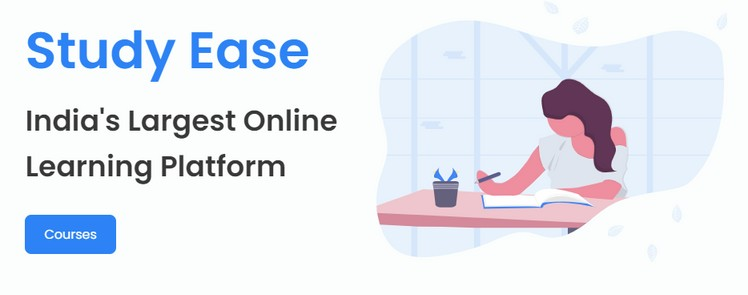 Study Ease
India's Largest Online
Learning Platform
Courses